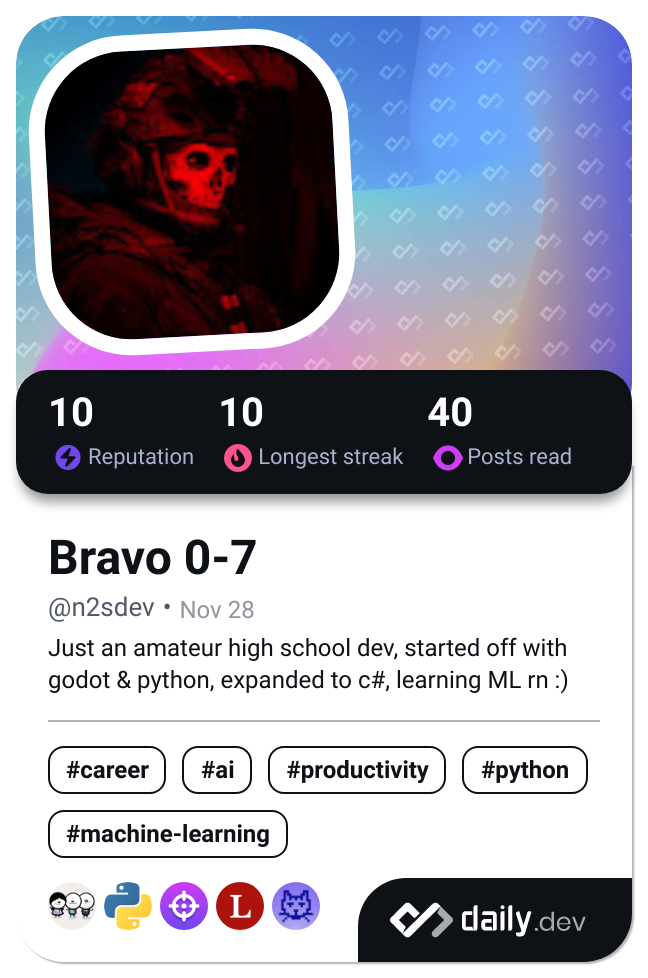 10 10 40
Reputation Longest streak Posts read
Bravo 0-7
@n2sdev • Nov 28
Just an amateur high school dev, started off with
godot & python, expanded to c#, learning ML rn :)
#career #ai #productivity #python
#machine-learning
L
daily.dev